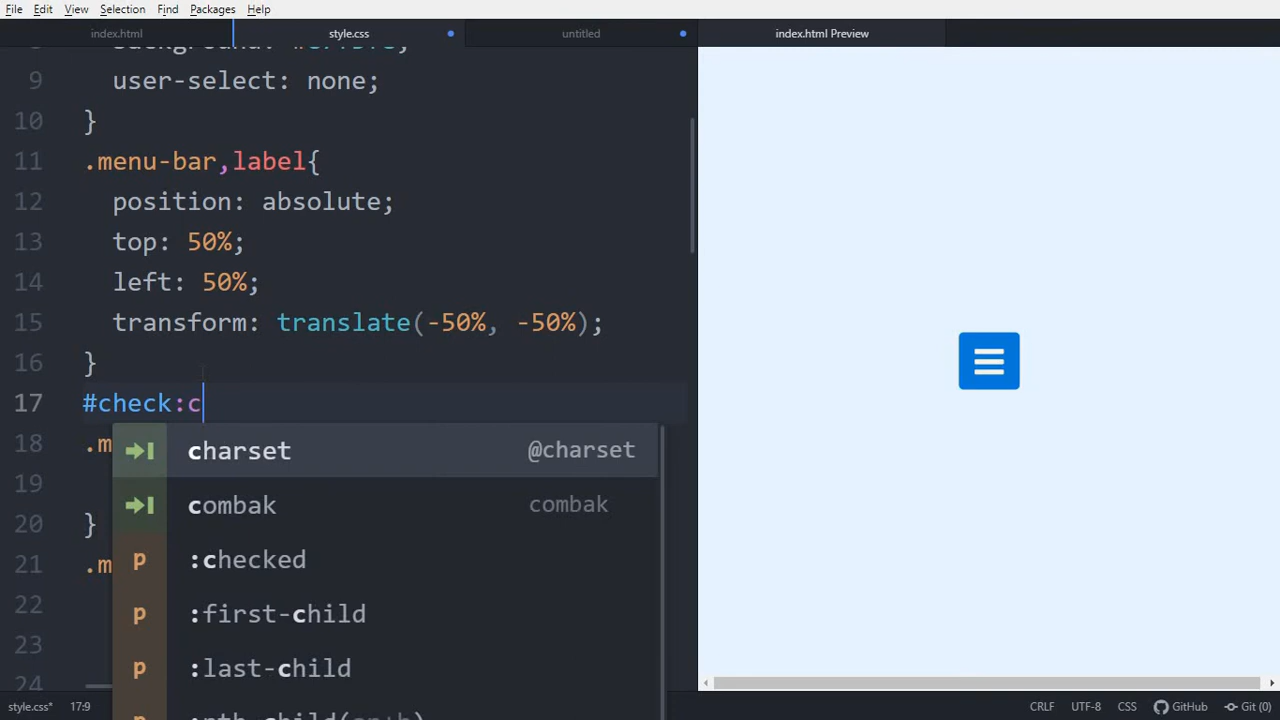 File Edit View Selection Find Packages Help
index.html style.css untitled index.html Preview
9 user-select: none;
10 }
11 .menu-bar,label{
12 position: absolute;
13 top: 50%;
14 left: 50%;
15 transform: translate(-50%, -50%);
16 }
17 #check:c
18 .m
charset @charset
19
combak combak
20 }
21 .m
:checked
22
:first-child
23
:last-child
24
style.css* 17:9 CRLF UTF-8 CSS GitHub Git (0)